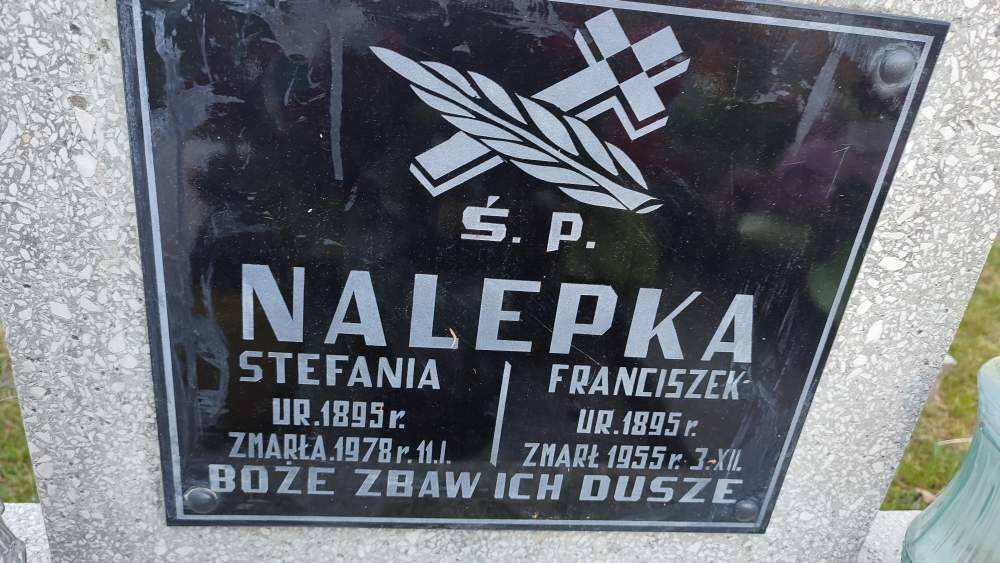 Ś. P.
NALEPKA
STEFANIA
UR. 1895 r.
ZMARŁA. 1978 r. 11.I.
FRANCISZEK
UR. 1895 r.
ZMARŁ 1955 r. 3-XII.
BOŻE ZBAW ICH DUSZE